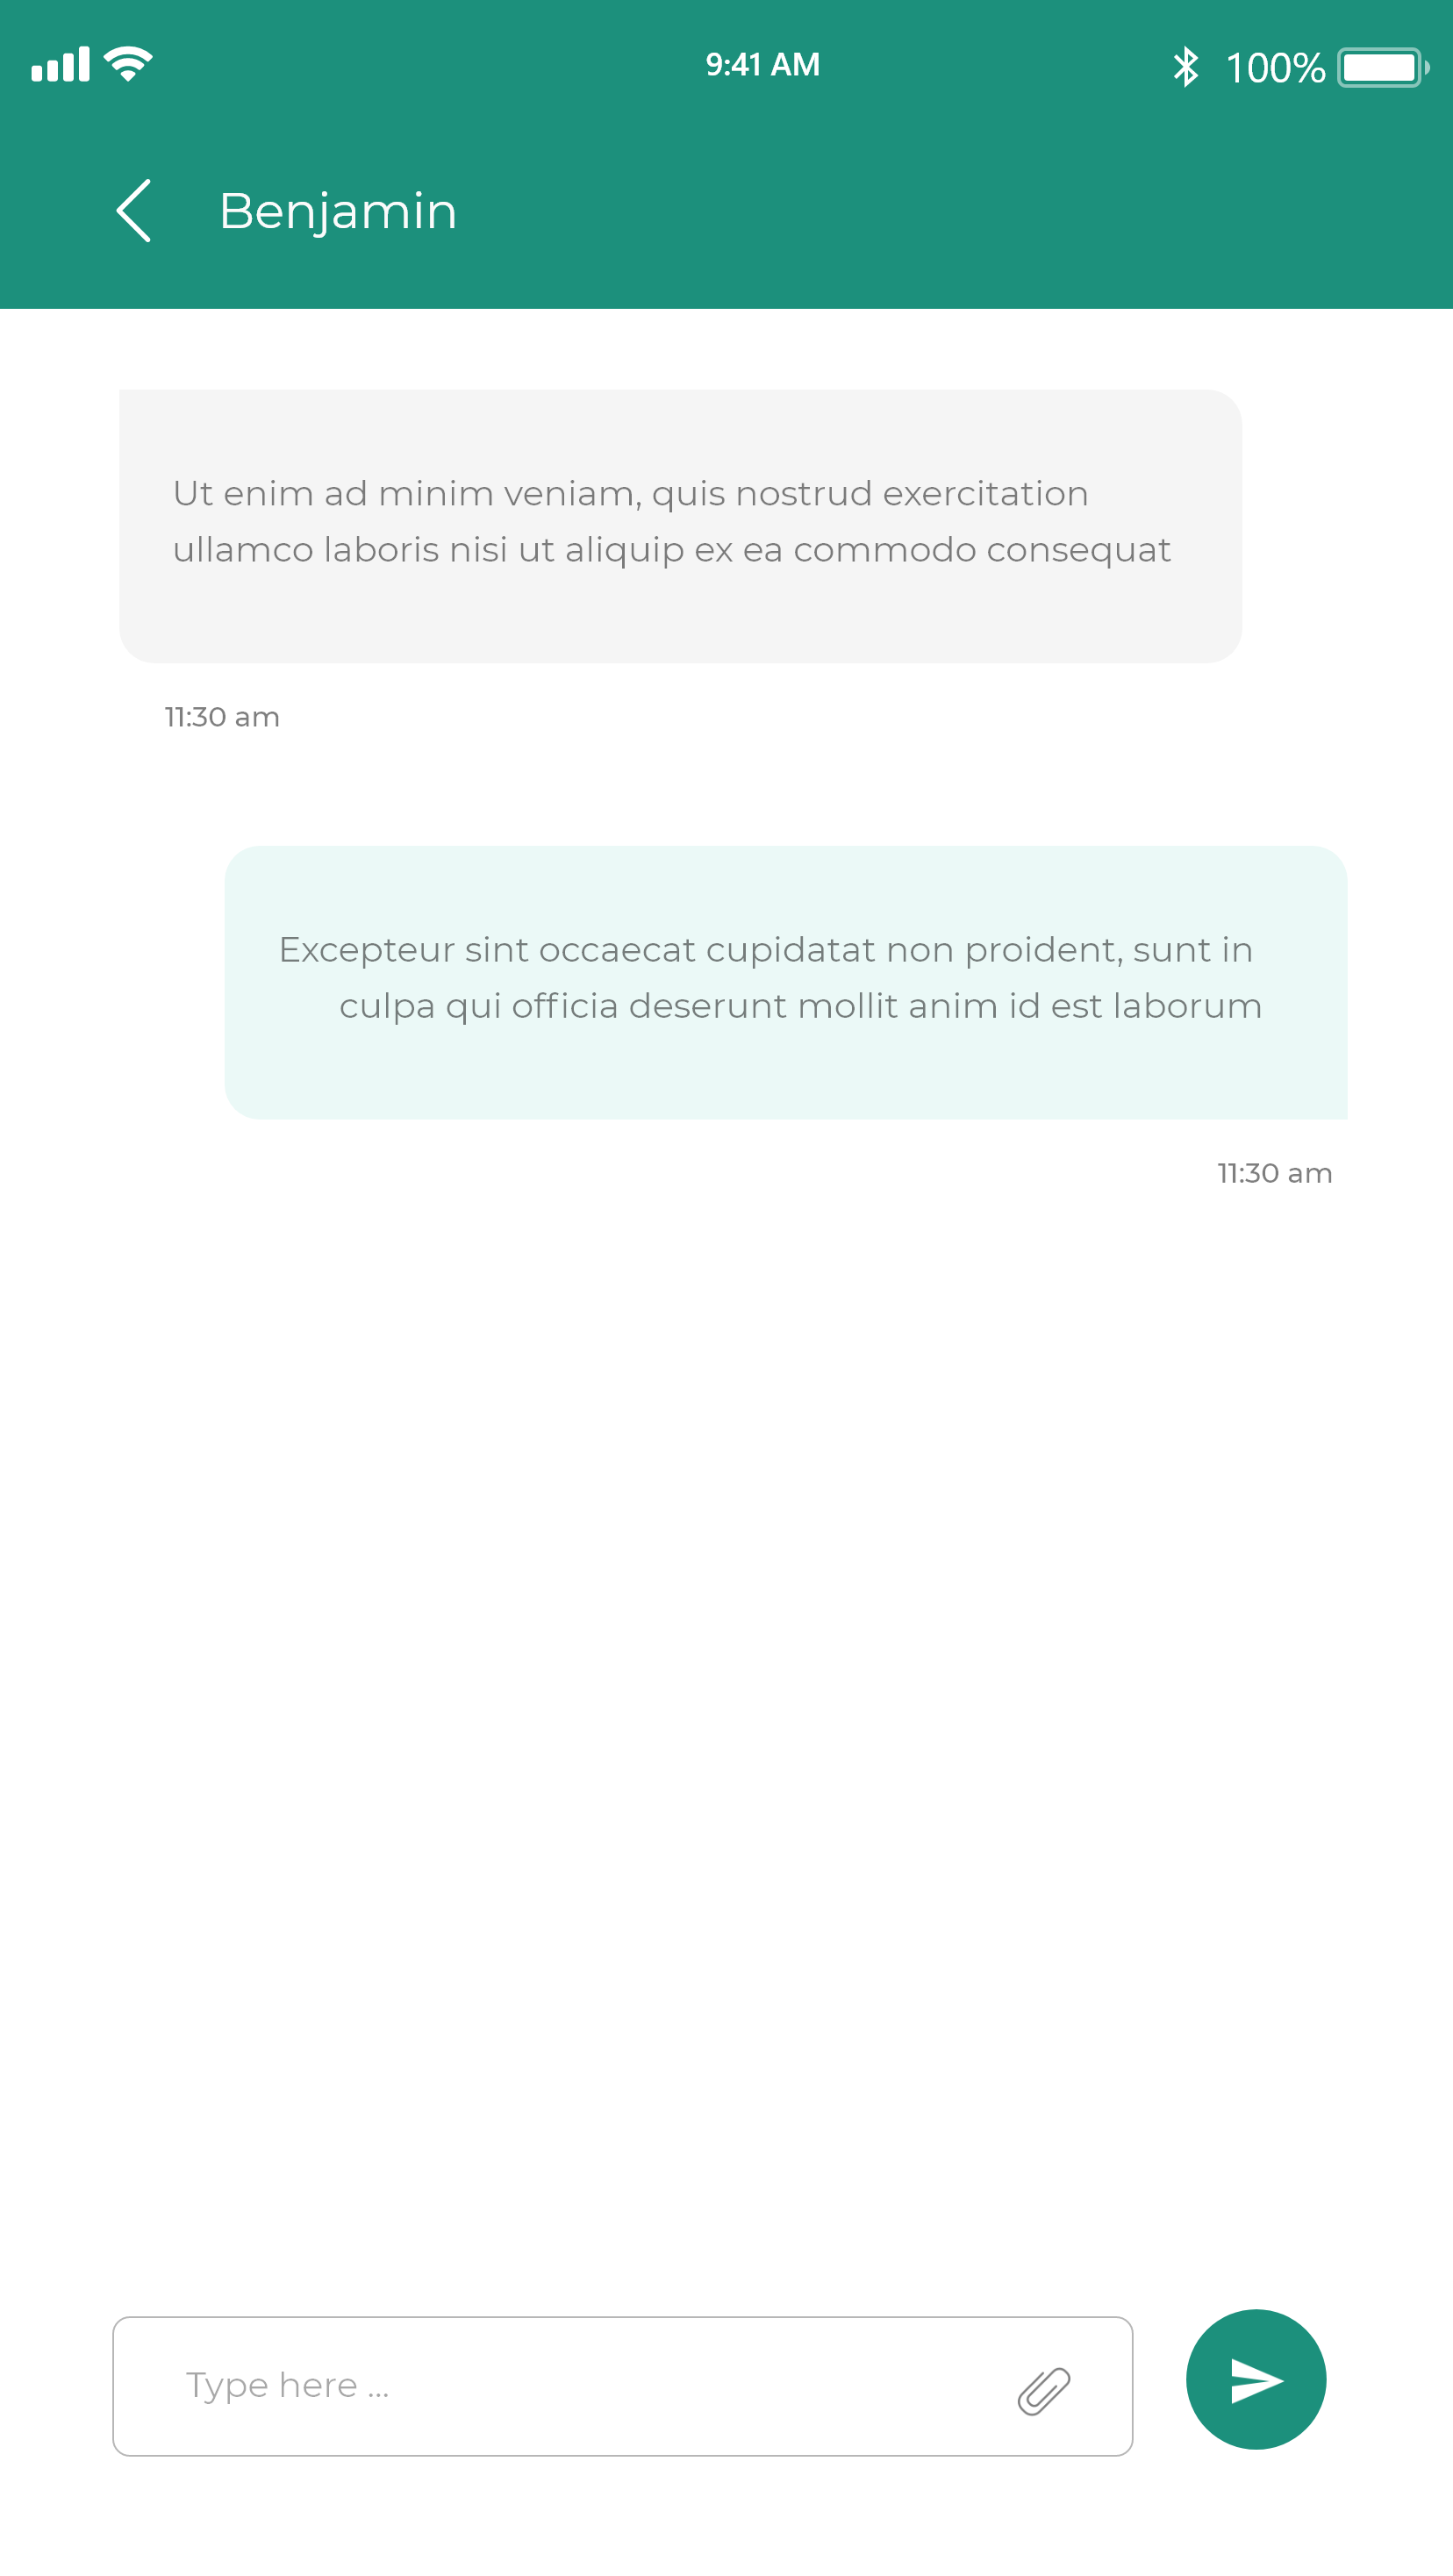 9:41 AM
100%
Benjamin
Ut enim ad minim veniam, quis nostrud exercitation
ullamco laboris nisi ut aliquip ex ea commodo consequat
11:30 am
Excepteur sint occaecat cupidatat non proident, sunt in
culpa qui officia deserunt mollit anim id est laborum
11:30 am
Type here ...